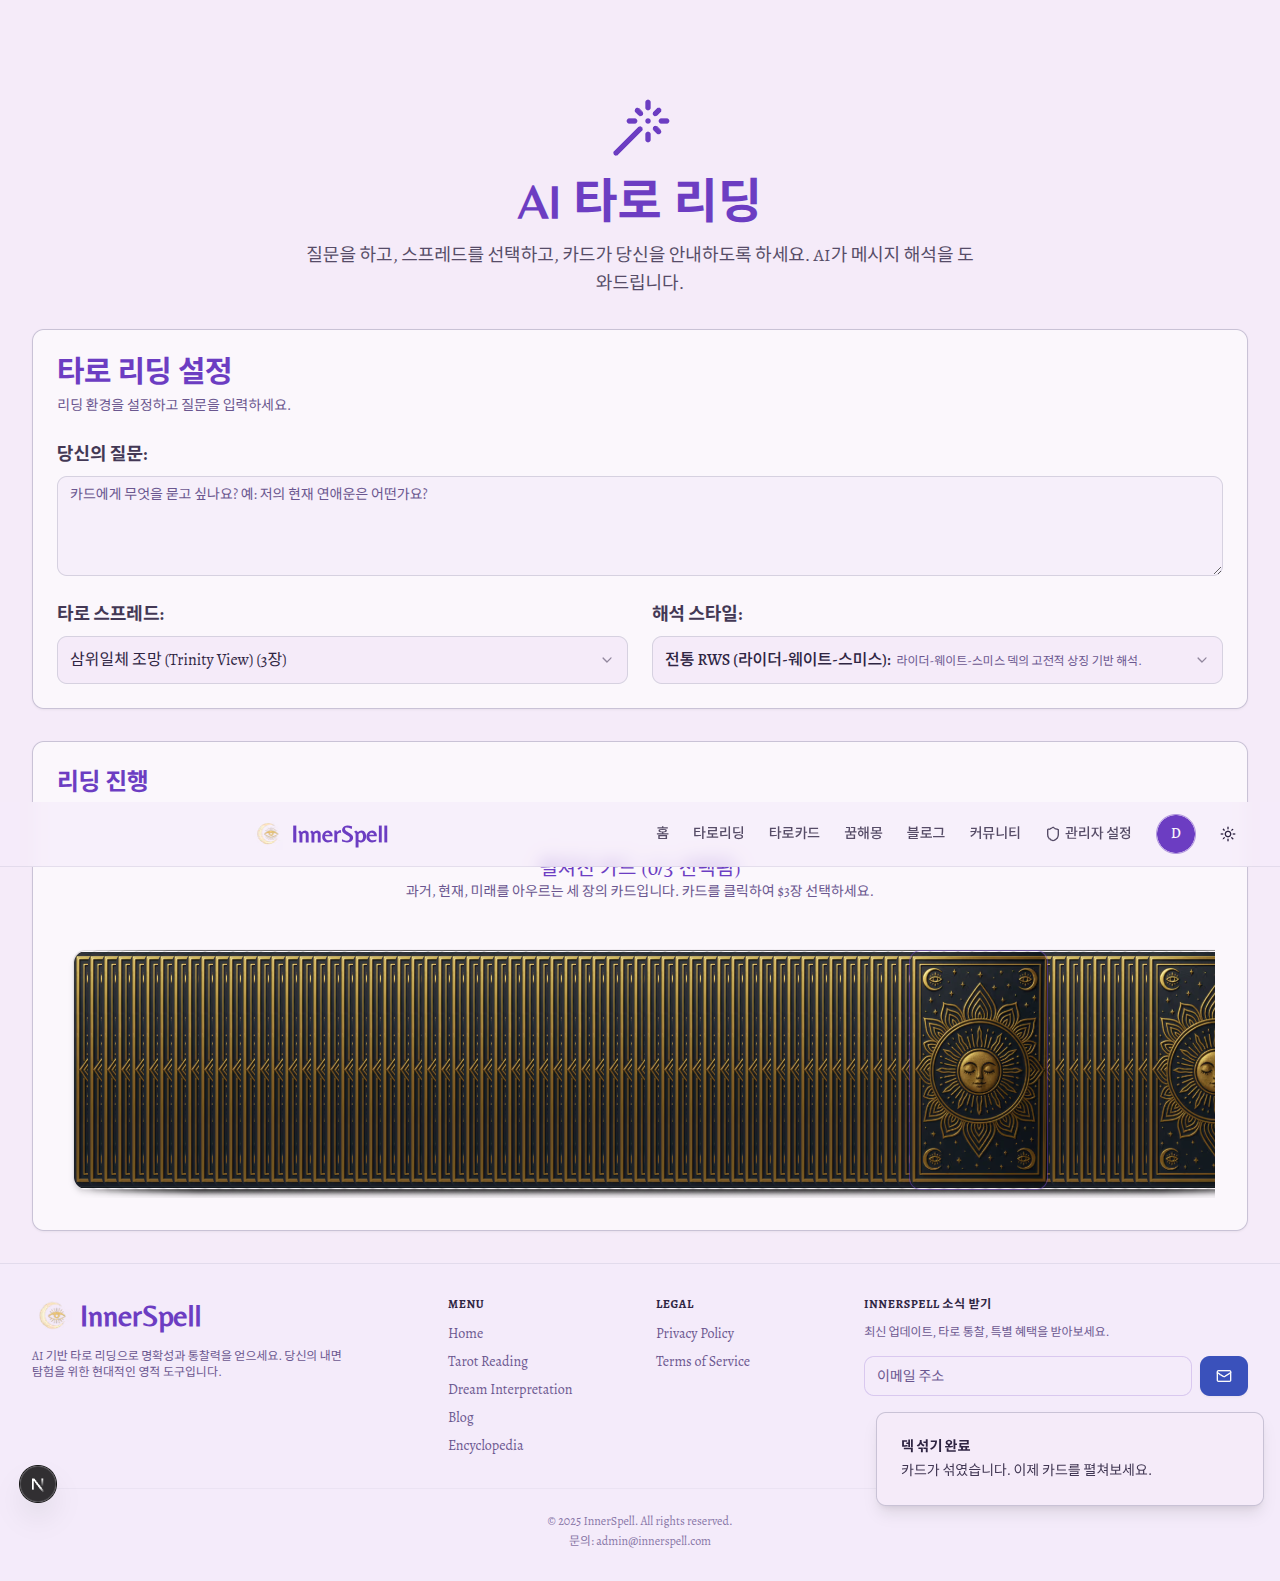 AI 타로 리딩
질문을 하고, 스프레드를 선택하고, 카드가 당신을 안내하도록 하세요. AI가 메시지 해석을 도
와드립니다.
타로 리딩 설정
리딩 환경을 설정하고 질문을 입력하세요.
당신의 질문:
카드에게 무엇을 묻고 싶나요? 예: 저의 현재 연애운은 어떤가요?
타로 스프레드:
해석 스타일:
삼위일체 조망 (Trinity View) (3장)
전통 RWS (라이더-웨이트-스미스): 라이더-웨이트-스미스 덱의 고전적 상징 기반 해석.
리딩 진행
InnerSpell 홈 타로리딩 타로카드 꿈해몽 블로그 커뮤니티 관리자 설정 D
펼쳐진 카드 (0/3 선택됨)
과거, 현재, 미래를 아우르는 세 장의 카드입니다. 카드를 클릭하여 $3장 선택하세요.
InnerSpell
AI 기반 타로 리딩으로 명확성과 통찰력을 얻으세요. 당신의 내면
탐험을 위한 현대적인 영적 도구입니다.
MENU
Home
Tarot Reading
Dream Interpretation
Blog
Encyclopedia
LEGAL
Privacy Policy
Terms of Service
INNERSPELL 소식 받기
최신 업데이트, 타로 통찰, 특별 혜택을 받아보세요.
이메일 주소
덱 섞기 완료
카드가 섞였습니다. 이제 카드를 펼쳐보세요.
N
© 2025 InnerSpell. All rights reserved.
문의: admin@innerspell.com